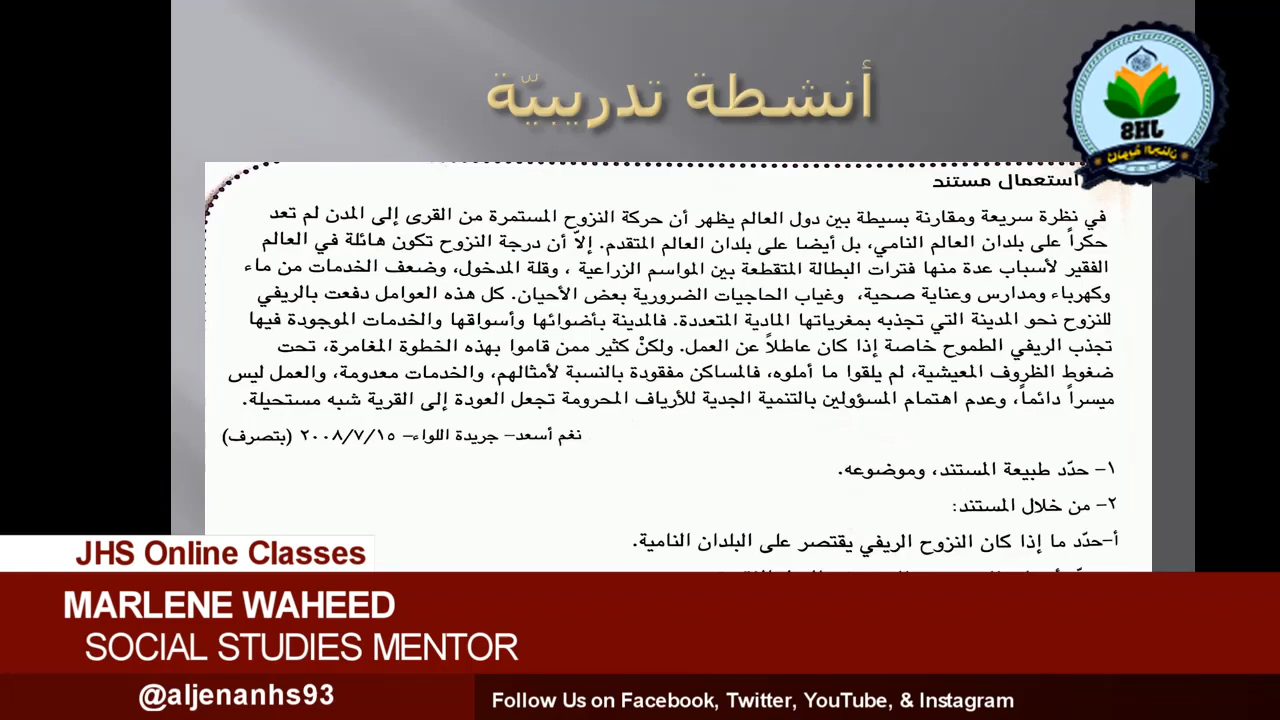 أنشطة تدريبيّة
JHS
ثانوية الجنان
استعمال مستند
في نظرة سريعة ومقارنة بسيطة بين دول العالم يظهر أن حركة النزوح المستمرة من القرى إلى المدن لم تعد
حكراً على بلدان العالم النامي، بل أيضا على بلدان العالم المتقدم. إلاّ أن درجة النزوح تكون هائلة في العالم
الفقير لأسباب عدة منها فترات البطالة المتقطعة بين المواسم الزراعية ، وقلة المدخول، وضعف الخدمات من ماء
وكهرباء ومدارس وعناية صحية، وغياب الحاجيات الضرورية بعض الأحيان. كل هذه العوامل دفعت بالريفي
للنزوح نحو المدينة التي تجذبه بمغرياتها المادية المتعددة. فالمدينة بأضوائها وأسواقها والخدمات الموجودة فيها
تجذب الريفي الطموح خاصة إذا كان عاطلاً عن العمل. ولكنْ كثير ممن قاموا بهذه الخطوة المغامرة، تحت
ضغوط الظروف المعيشية، لم يلقوا ما أملوه، فالمساكن مفقودة بالنسبة لأمثالهم، والخدمات معدومة، والعمل ليس
ميسراً دائماً، وعدم اهتمام المسؤولين بالتنمية الجدية للأرياف المحرومة تجعل العودة إلى القرية شبه مستحيلة.
نغم أسعد– جريدة اللواء– ١٥/٧/٢٠٠٨ (بتصرف)
١– حدّد طبيعة المستند، وموضوعه.
٢– من خلال المستند:
أ–حدّد ما إذا كان النزوح الريفي يقتصر على البلدان النامية.
JHS Online Classes
MARLENE WAHEED
SOCIAL STUDIES MENTOR
@aljenanhs93
Follow Us on Facebook, Twitter, YouTube, & Instagram